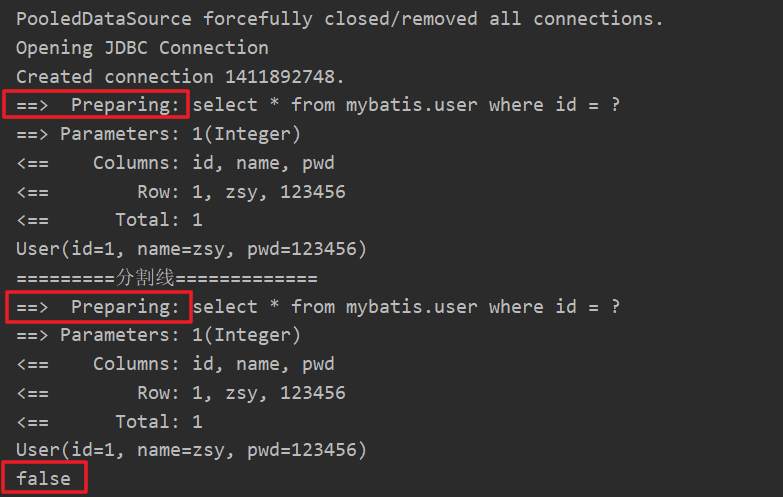 PooledDataSource forcefully closed/removed all connections.
Opening JDBC Connection
Created connection 1411892748.
==>  Preparing: select * from mybatis.user where id = ?
==> Parameters: 1(Integer)
<==    Columns: id, name, pwd
<==        Row: 1, zsy, 123456
<==      Total: 1
User(id=1, name=zsy, pwd=123456)
=========分割线=============
==>  Preparing: select * from mybatis.user where id = ?
==> Parameters: 1(Integer)
<==    Columns: id, name, pwd
<==        Row: 1, zsy, 123456
<==      Total: 1
User(id=1, name=zsy, pwd=123456)
false